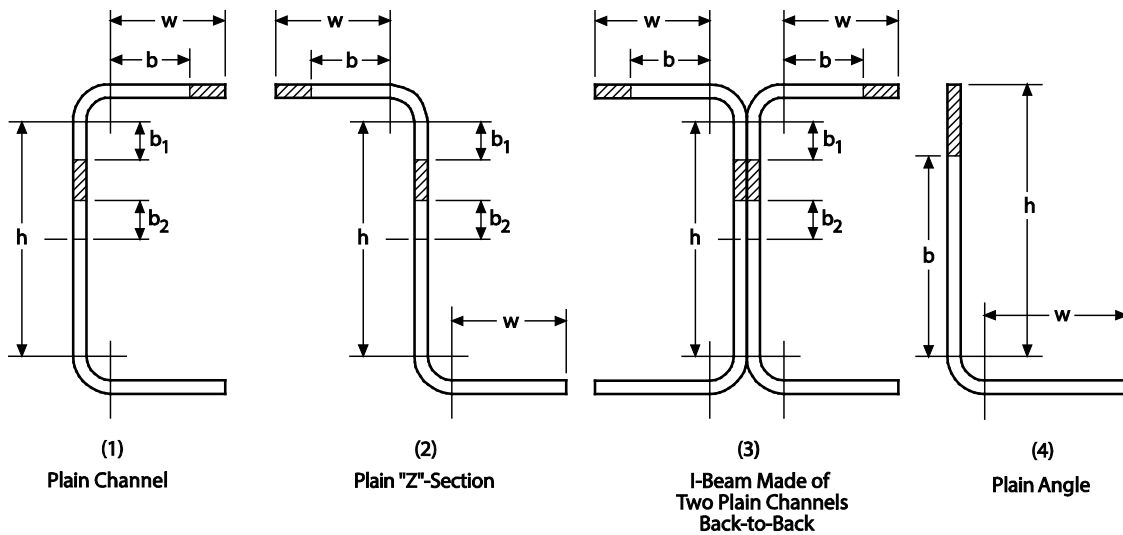 w
b
b1
h
b2
(1)
Plain Channel
w
b
b1
h
b2
w
(2)
Plain "Z"-Section
w
w
b
b
b1
h
b2
(3)
I-Beam Made of
Two Plain Channels
Back-to-Back
h
b
w
(4)
Plain Angle